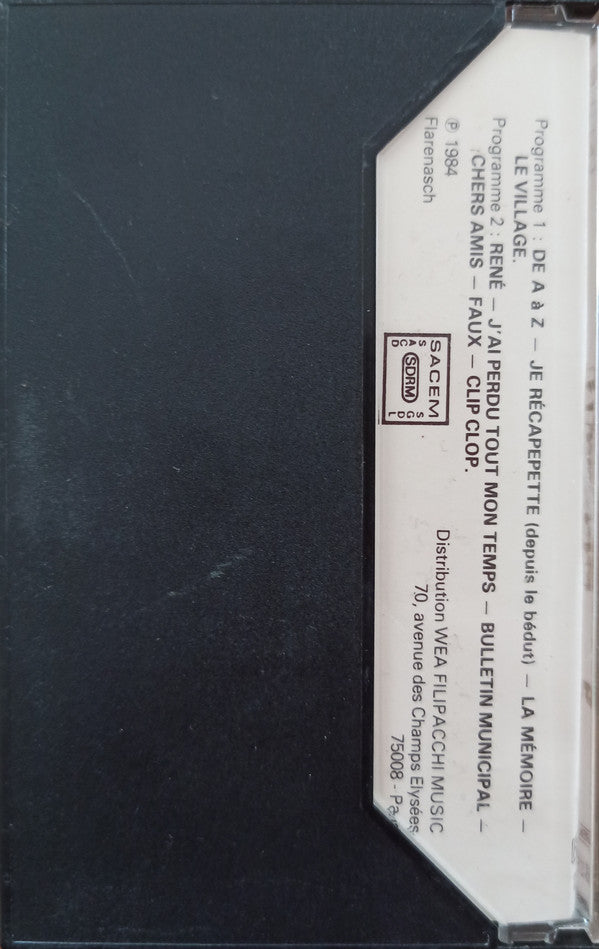 Programme 1 : DE A à Z – JE RÉCAPEPETTE (depuis le bédut) – LA MÉMOIRE –
LE VILLAGE.
Programme 2 : RENÉ – J'AI PERDU TOUT MON TEMPS – BULLETIN MUNICIPAL –
CHERS AMIS – FAUX – CLIP CLOP.
℗ 1984
Flarenasch
SACEM
SDRM
SACD
SGDL
Distribution WEA FILIPACCHI MUSIC
70, avenue des Champs Elysées
75008 -